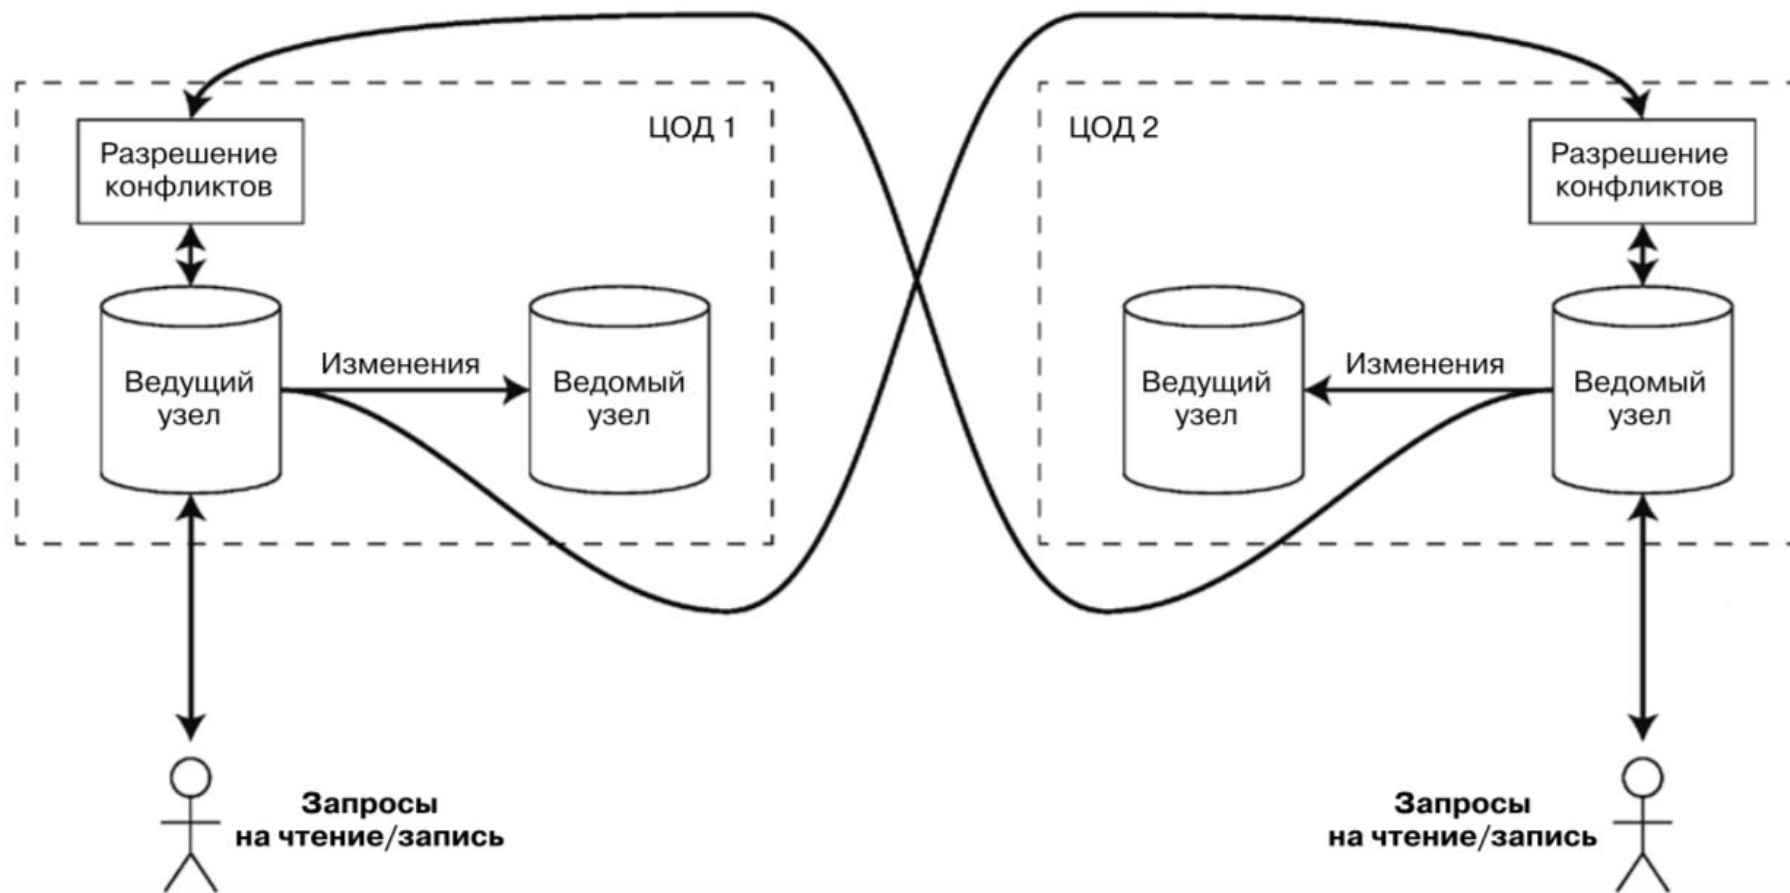 ЦОД 1
Разрешение
конфликтов
Ведущий
узел
Изменения
Ведомый
узел
Запросы
на чтение/запись
ЦОД 2
Разрешение
конфликтов
Ведущий
узел
Изменения
Ведомый
узел
Запросы
на чтение/запись